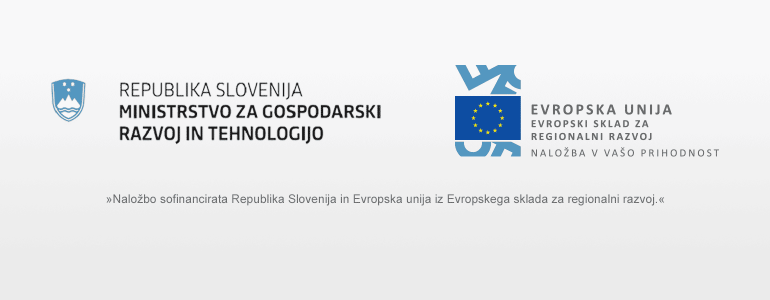 REPUBLIKA SLOVENIJA
MINISTRSTVO ZA GOSPODARSKI
RAZVOJ IN TEHNOLOGIJO
EVROPSKA UNIJA
EVROPSKI SKLAD ZA
REGIONALNI RAZVOJ
NALOŽBA V VAŠO PRIHODNOST
»Naložbo sofinancirata Republika Slovenija in Evropska unija iz Evropskega sklada za regionalni razvoj.«